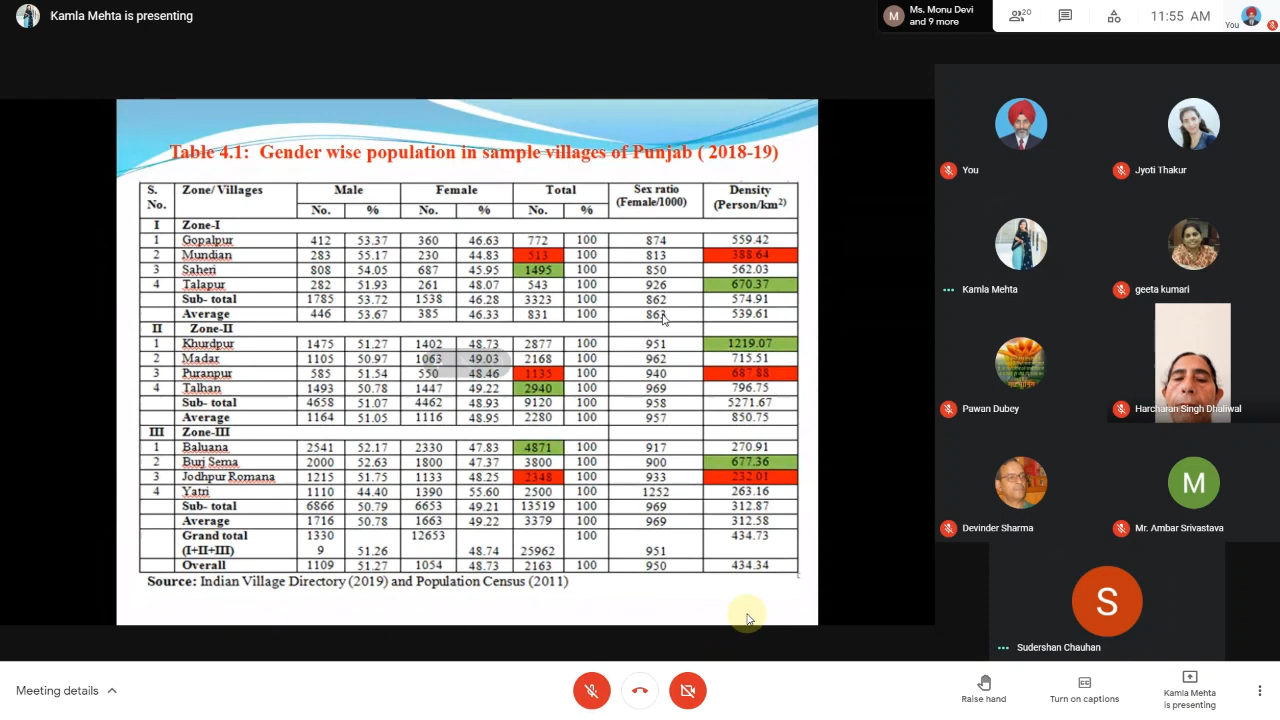 Kamla Mehta is presenting
M
Ms. Monu Devi
and 9 more
20
11:55 AM
You
Table 4.1: Gender wise population in sample villages of Punjab ( 2018-19)
S. No. Zone/ Villages Male Female Total Sex ratio (Female/1000) Density (Person/km²)
No. % No. % No. %
I Zone-I
1 Gopalpur 412 53.37 360 46.63 772 100 874 559.42
2 Mundian 283 55.17 230 44.83 513 100 813 388.64
3 Saheri 808 54.05 687 45.95 1495 100 850 562.03
4 Talapur 282 51.93 261 48.07 543 100 926 670.37
Sub- total 1785 53.72 1538 46.28 3323 100 862 574.91
Average 446 53.67 385 46.33 831 100 863 539.61
II Zone-II
1 Khurdpur 1475 51.27 1402 48.73 2877 100 951 1219.07
2 Madar 1105 50.97 1063 49.03 2168 100 962 715.51
3 Puranpur 585 51.54 550 48.46 1135 100 940 687.88
4 Talhan 1493 50.78 1447 49.22 2940 100 969 796.75
Sub- total 4658 51.07 4462 48.93 9120 100 958 5271.67
Average 1164 51.05 1116 48.95 2280 100 957 850.75
III Zone-III
1 Baluana 2541 52.17 2330 47.83 4871 100 917 270.91
2 Burj Sema 2000 52.63 1800 47.37 3800 100 900 677.36
3 Jodhpur Romana 1215 51.75 1133 48.25 2348 100 933 232.01
4 Yatri 1110 44.40 1390 55.60 2500 100 1252 263.16
Sub- total 6866 50.79 6653 49.21 13519 100 969 312.87
Average 1716 50.78 1663 49.22 3379 100 969 312.58
Grand total 1330 12653 100 434.73
(I+II+III) 9 51.26 48.74 25962 951
Overall 1109 51.27 1054 48.73 2163 100 950 434.34
Source: Indian Village Directory (2019) and Population Census (2011)
You
Jyoti Thakur
Kamla Mehta
geeta kumari
Pawan Dubey
Harcharan Singh Dhaliwal
Devinder Sharma
M
Mr. Ambar Srivastava
S
Sudershan Chauhan
Meeting details
Raise hand
Turn on captions
Kamla Mehta
is presenting